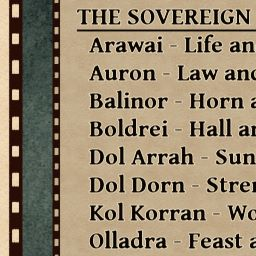 THE SOVEREIGN
Arawai - Life an
Auron - Law and
Balinor - Horn a
Boldrei - Hall ar
Dol Arrah - Sun
Dol Dorn - Stren
Kol Korran - Wo
Olladra - Feast a